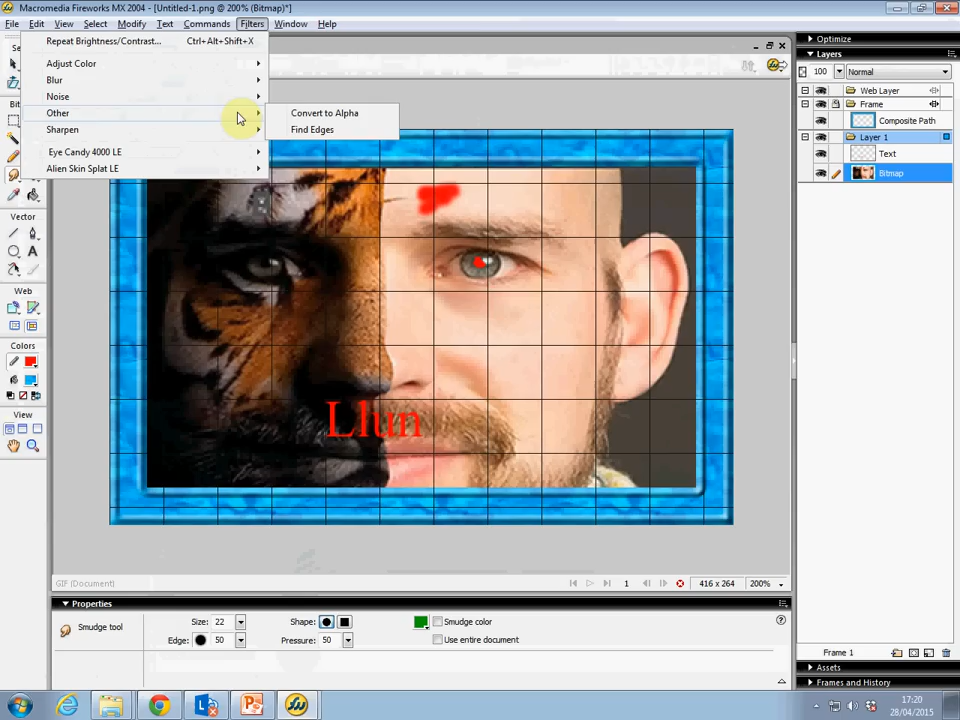 Macromedia Fireworks MX 2004 - [Untitled-1.png @ 200% (Bitmap)*]
File Edit View Select Modify Text Commands Filters Window Help
Repeat Brightness/Contrast... Ctrl+Alt+Shift+X
Adjust Color
Blur
Noise
Other
Sharpen
Eye Candy 4000 LE
Alien Skin Splat LE
Convert to Alpha
Find Edges
Vector
Web
Colors
View
Llun
GIF (Document)
1
416 x 264
200%
Properties
Smudge tool
Size: 22
Shape:
Smudge color
Edge: 50
Pressure: 50
Use entire document
Optimize
Layers
100
Normal
Web Layer
Frame
Composite Path
Layer 1
Text
Bitmap
Frame 1
Assets
Frames and History
17:20
28/04/2015